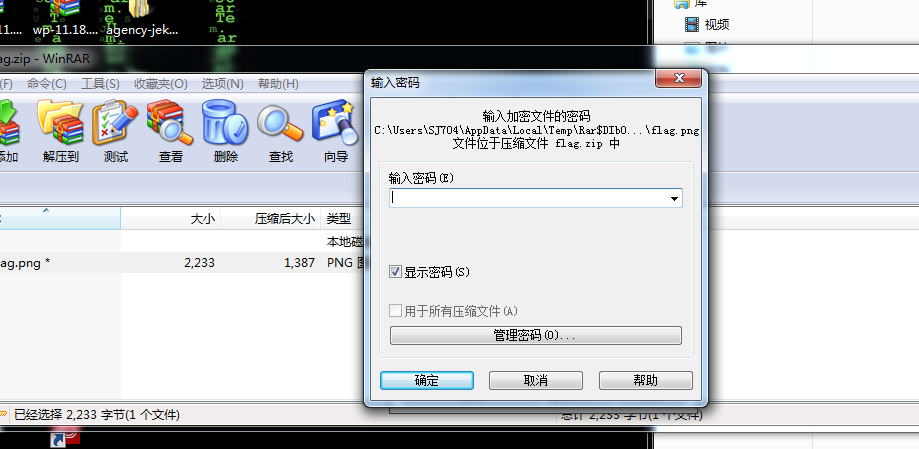 Te
m.
ar
soar
Te
m.
.ar
11....
wp-11.18....
agency-jek...
库
视频
ag.zip - WinRAR
(F)
命令(C)
工具(S)
收藏夹(O)
选项(N)
帮助(H)
添加
解压到
测试
查看
删除
查找
向导
大小
压缩后大小
类型
本地磁
ag.png *
2,233
1,387
PNG 图
输入密码
输入加密文件的密码
C:\Users\SJ704\AppData\Local\Temp\Rar$DIb0...\flag.png
文件位于压缩文件 flag.zip 中
输入密码(E)
显示密码(S)
用于所有压缩文件(A)
管理密码(O)...
确定
取消
帮助
已经选择 2,233 字节(1 个文件)
总计 2,233 字节(1 个文件)